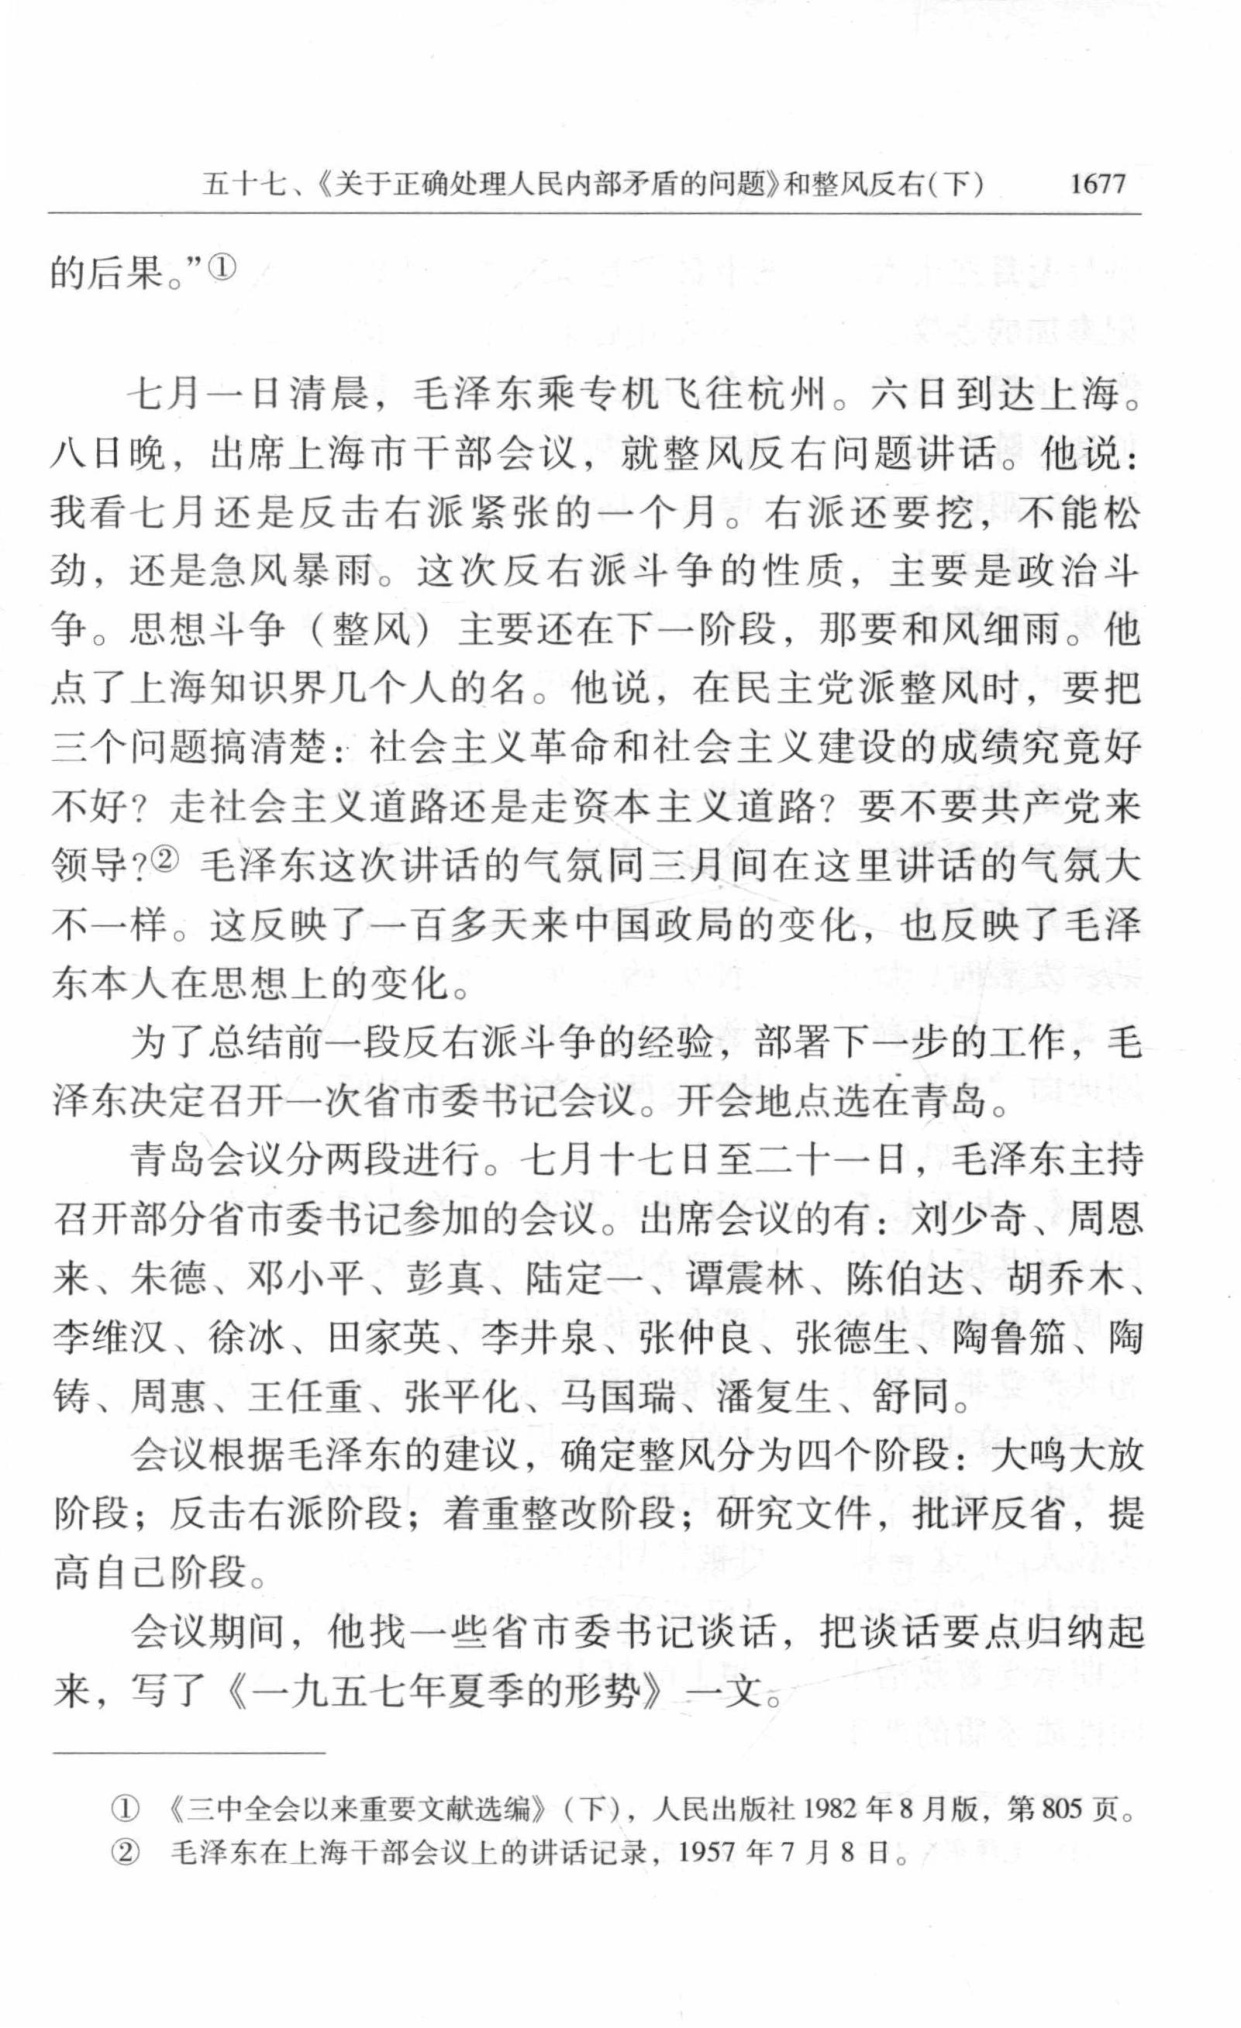 五十七、《关于正确处理人民内部矛盾的问题》和整风反右(下) 1677
的后果。”①
七月一日清晨，毛泽东乘专机飞往杭州。六日到达上海。
八日晚，出席上海市干部会议，就整风反右问题讲话。他说：
我看七月还是反击右派紧张的一个月。右派还要挖，不能松
劲，还是急风暴雨。这次反右派斗争的性质，主要是政治斗
争。思想斗争（整风）主要还在下一阶段，那要和风细雨。他
点了上海知识界几个人的名。他说，在民主党派整风时，要把
三个问题搞清楚：社会主义革命和社会主义建设的成绩究竟好
不好？走社会主义道路还是走资本主义道路？要不要共产党来
领导？② 毛泽东这次讲话的气氛同三月间在这里讲话的气氛大
不一样。这反映了一百多天来中国政局的变化，也反映了毛泽
东本人在思想上的变化。
为了总结前一段反右派斗争的经验，部署下一步的工作，毛
泽东决定召开一次省市委书记会议。开会地点选在青岛。
青岛会议分两段进行。七月十七日至二十一日，毛泽东主持
召开部分省市委书记参加的会议。出席会议的有：刘少奇、周恩
来、朱德、邓小平、彭真、陆定一、谭震林、陈伯达、胡乔木、
李维汉、徐冰、田家英、李井泉、张仲良、张德生、陶鲁笳、陶
铸、周惠、王任重、张平化、马国瑞、潘复生、舒同。
会议根据毛泽东的建议，确定整风分为四个阶段：大鸣大放
阶段；反击右派阶段；着重整改阶段；研究文件，批评反省，提
高自己阶段。
会议期间，他找一些省市委书记谈话，把谈话要点归纳起
来，写了《一九五七年夏季的形势》一文。
① 《三中全会以来重要文献选编》（下），人民出版社1982年8月版，第805页。
② 毛泽东在上海干部会议上的讲话记录，1957年7月8日。